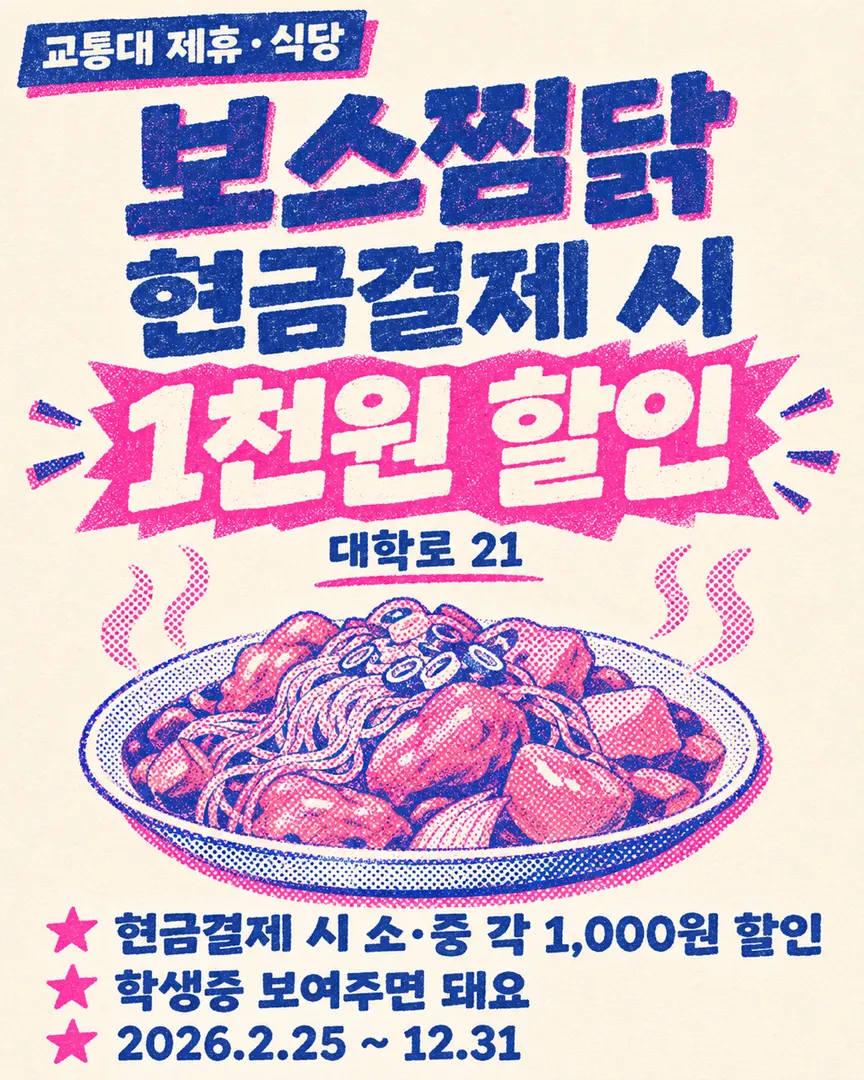 교통대 제휴·식당
보스찜닭
현금결제 시
1천원 할인
대학로 21
현금결제 시 소·중 각 1,000원 할인
학생증 보여주면 돼요
2026.2.25 ~ 12.31